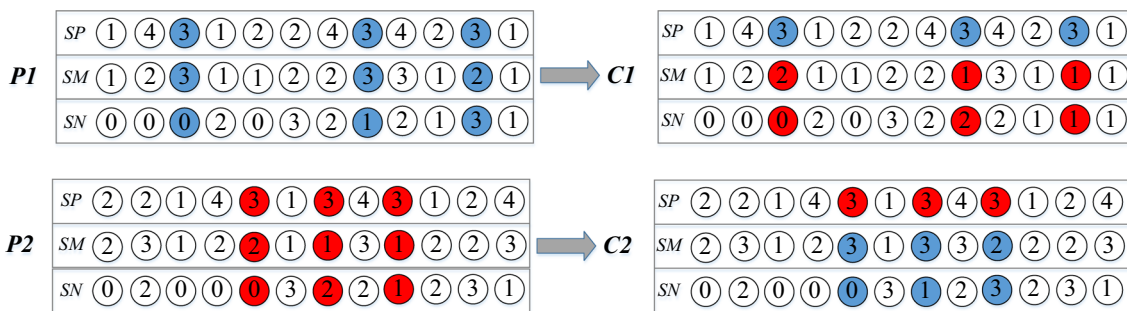 SP 1 4 3 1 2 2 4 3 4 2 3 1
P1 SM 1 2 3 1 1 2 2 3 3 1 2 1
SN 0 0 0 2 0 3 2 1 2 1 3 1
SP 1 4 3 1 2 2 4 3 4 2 3 1
C1 SM 1 2 2 1 1 2 2 1 3 1 1 1
SN 0 0 0 2 0 3 2 2 2 1 1 1
SP 2 2 1 4 3 1 3 4 3 1 2 4
P2 SM 2 3 1 2 2 1 1 3 1 2 2 3
SN 0 2 0 0 0 3 2 2 1 2 3 1
SP 2 2 1 4 3 1 3 4 3 1 2 4
C2 SM 2 3 1 2 3 1 3 3 2 2 2 3
SN 0 2 0 0 0 3 1 2 3 2 3 1